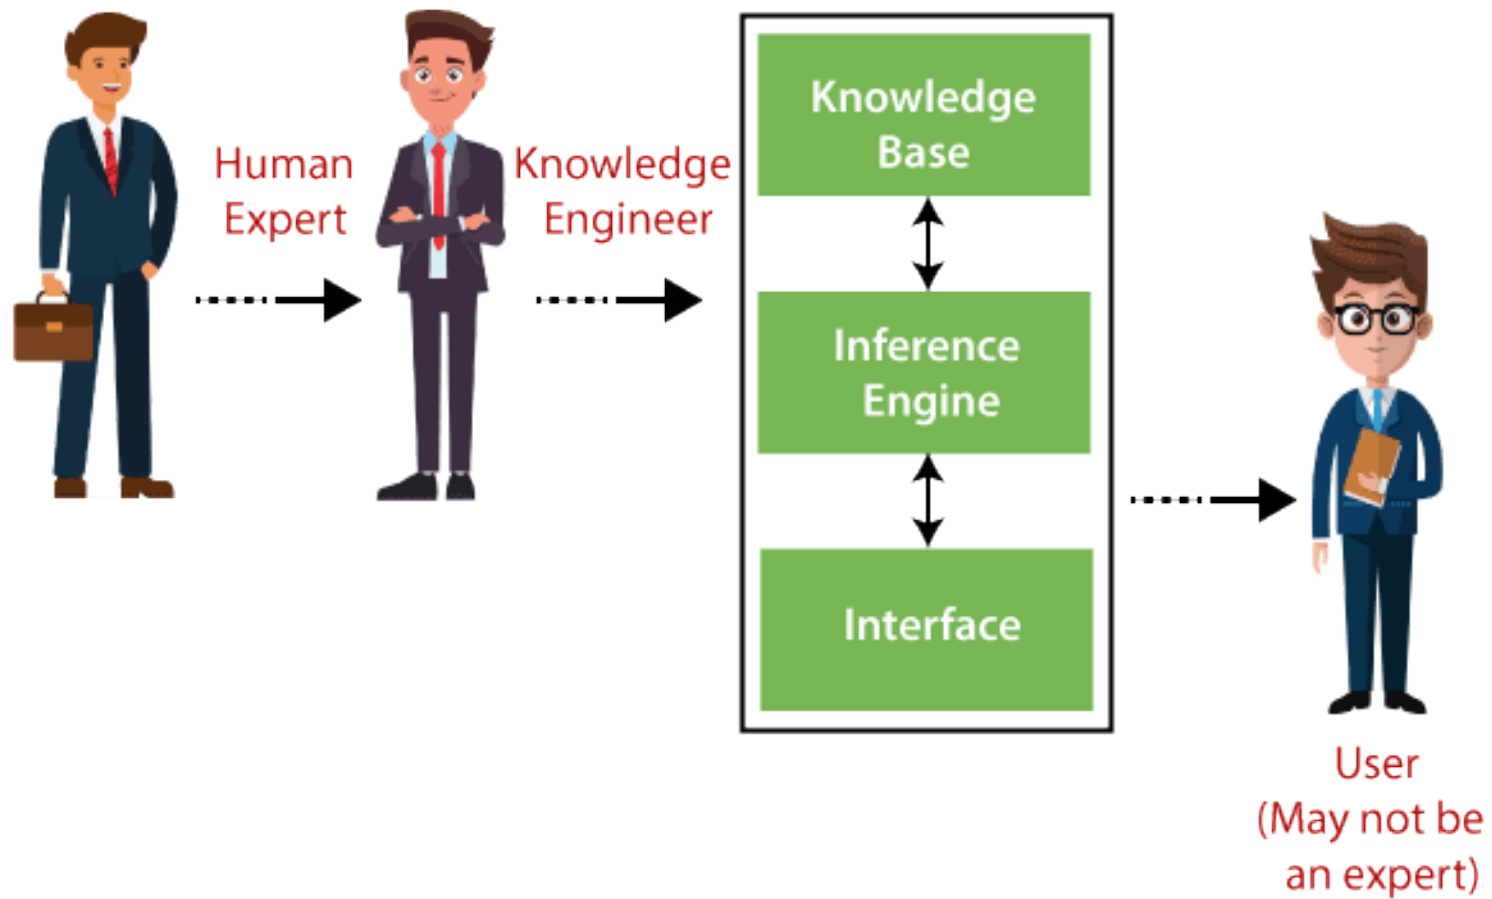 Human
Expert
Knowledge
Engineer
Knowledge
Base
Inference
Engine
Interface
User
(May not be
an expert)